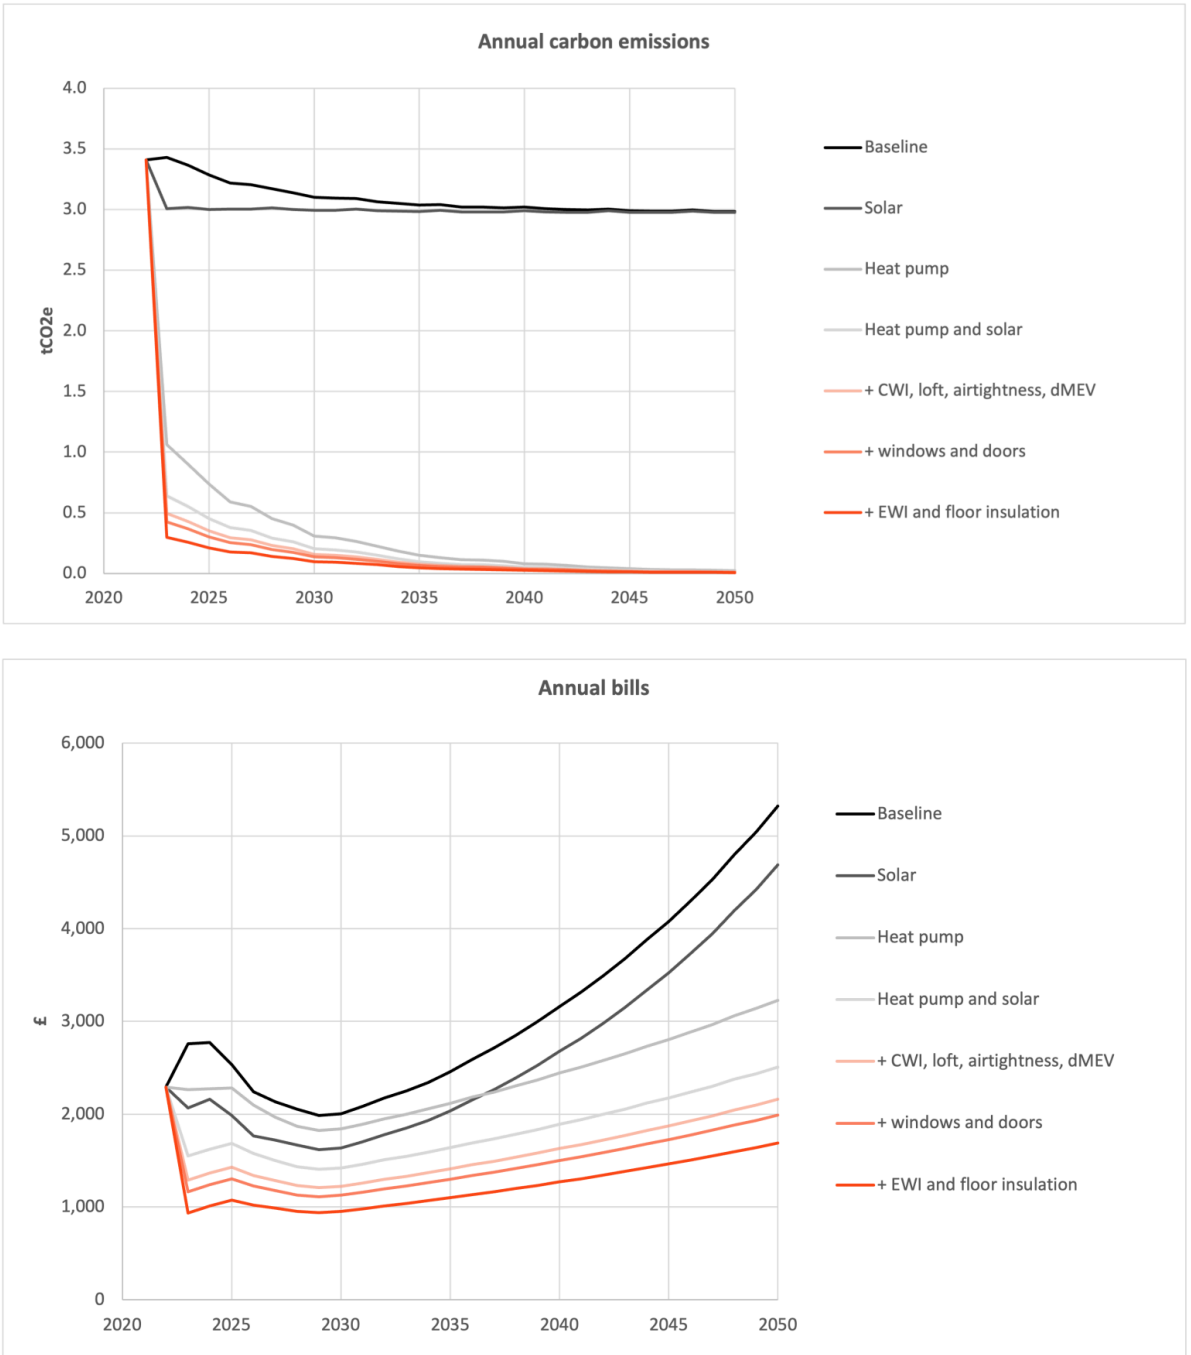 Annual carbon emissions
4.0
3.5
3.0
2.5
2.0
1.5
1.0
0.5
0.0
tCO2e
2020 2025 2030 2035 2040 2045 2050
Baseline
Solar
Heat pump
Heat pump and solar
+ CWI, loft, airtightness, dMEV
+ windows and doors
+ EWI and floor insulation
Annual bills
6,000
5,000
4,000
3,000
2,000
1,000
0
£
2020 2025 2030 2035 2040 2045 2050
Baseline
Solar
Heat pump
Heat pump and solar
+ CWI, loft, airtightness, dMEV
+ windows and doors
+ EWI and floor insulation